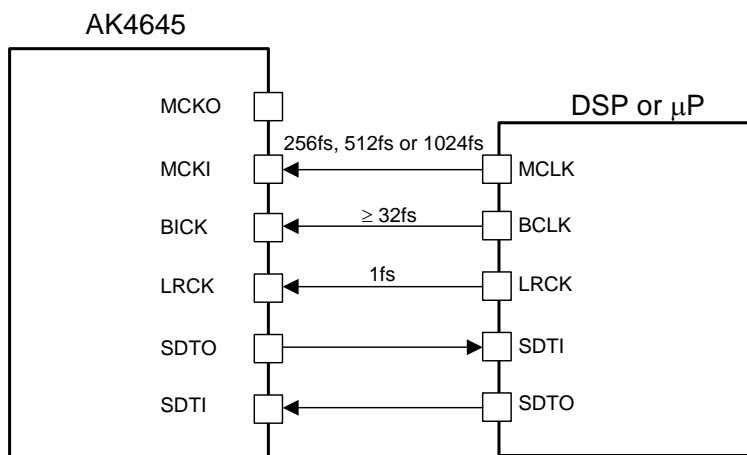 AK4645
DSP or μP
MCKO
256fs, 512fs or 1024fs
MCKI
MCLK
≥ 32fs
BICK
BCLK
1fs
LRCK
LRCK
SDTO
SDTI
SDTI
SDTO